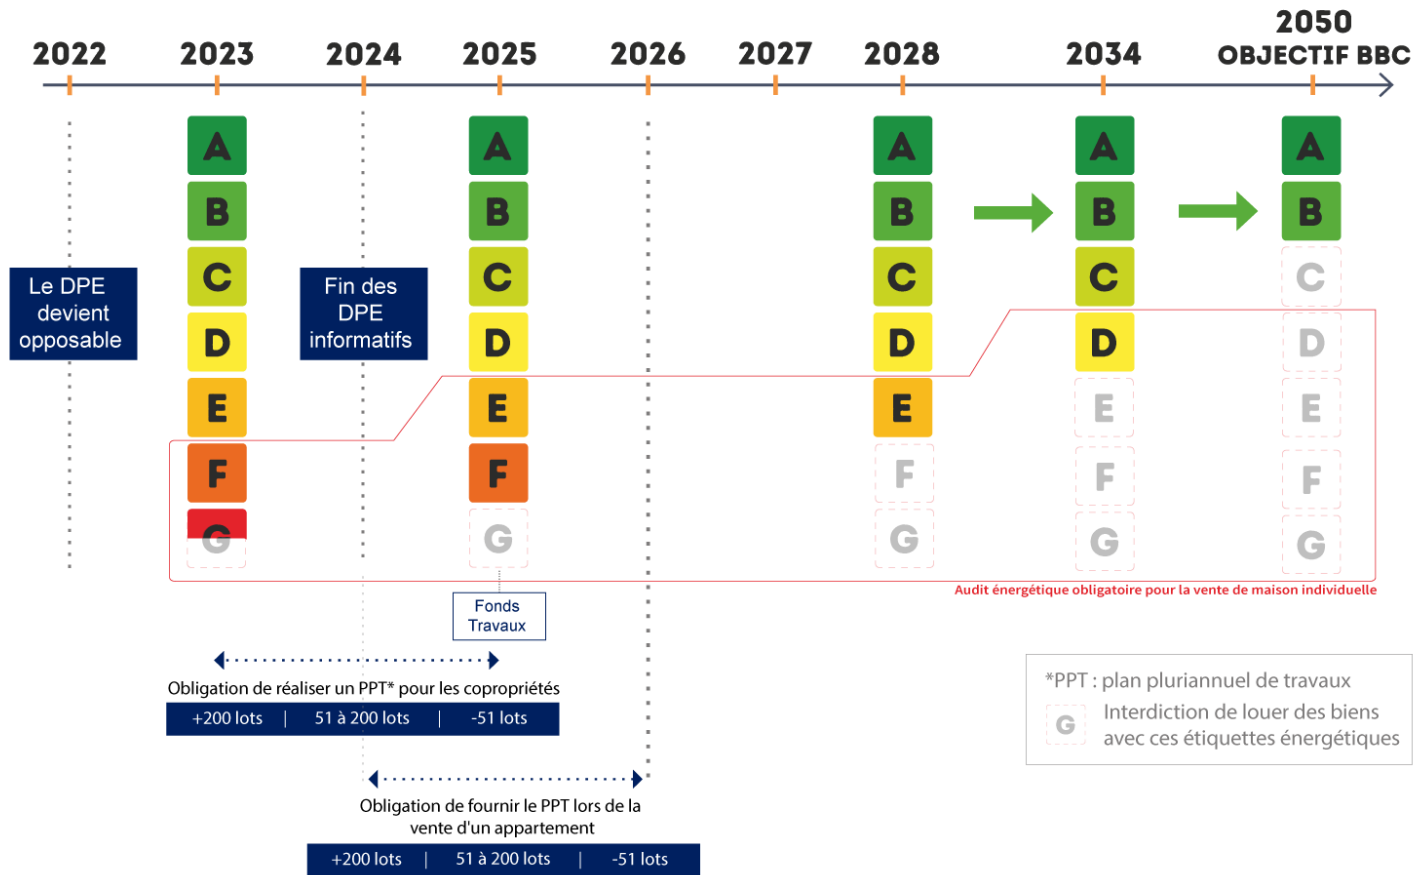 2022
2023
2024
2025
2026
2027
2028
2034
2050
OBJECTIF BBC
Le DPE
devient
opposable
A
B
C
D
E
F
G
Fin des
DPE
informatifs
A
B
C
D
E
F
G
Fonds
Travaux
A
B
C
D
E
F
G
A
B
C
D
E
F
G
A
B
C
D
E
F
G
Audit énergétique obligatoire pour la vente de maison individuelle
Obligation de réaliser un PPT* pour les copropriétés
+200 lots | 51 à 200 lots | -51 lots
Obligation de fournir le PPT lors de la
vente d'un appartement
+200 lots | 51 à 200 lots | -51 lots
*PPT : plan pluriannuel de travaux
G
Interdiction de louer des biens
avec ces étiquettes énergétiques